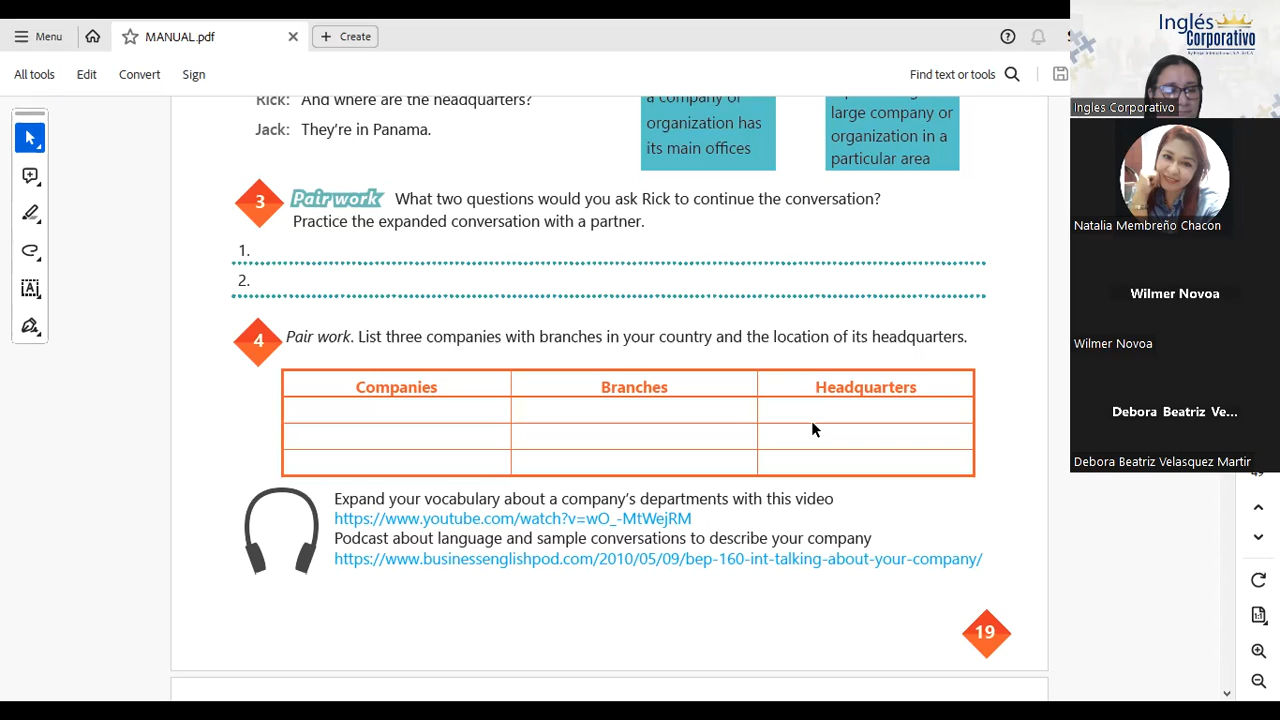 Menu
MANUAL.pdf
Create
All tools
Edit
Convert
Sign
Find text or tools
Rick: And where are the headquarters?
Jack: They're in Panama.
a company or
organization has
its main offices
large company or
organization in a
particular area
3 Pair work What two questions would you ask Rick to continue the conversation?
Practice the expanded conversation with a partner.
1.
2.
4 Pair work. List three companies with branches in your country and the location of its headquarters.
Companies Branches Headquarters
Expand your vocabulary about a company's departments with this video
https://www.youtube.com/watch?v=wO_-MtWejRM
Podcast about language and sample conversations to describe your company
https://www.businessenglishpod.com/2010/05/09/bep-160-int-talking-about-your-company/
19
Inglés
Corporativo
Ingles Corporativo
Natalia Membreño Chacon
Wilmer Novoa
Wilmer Novoa
Debora Beatriz Ve...
Debora Beatriz Velasquez Martir
1:1